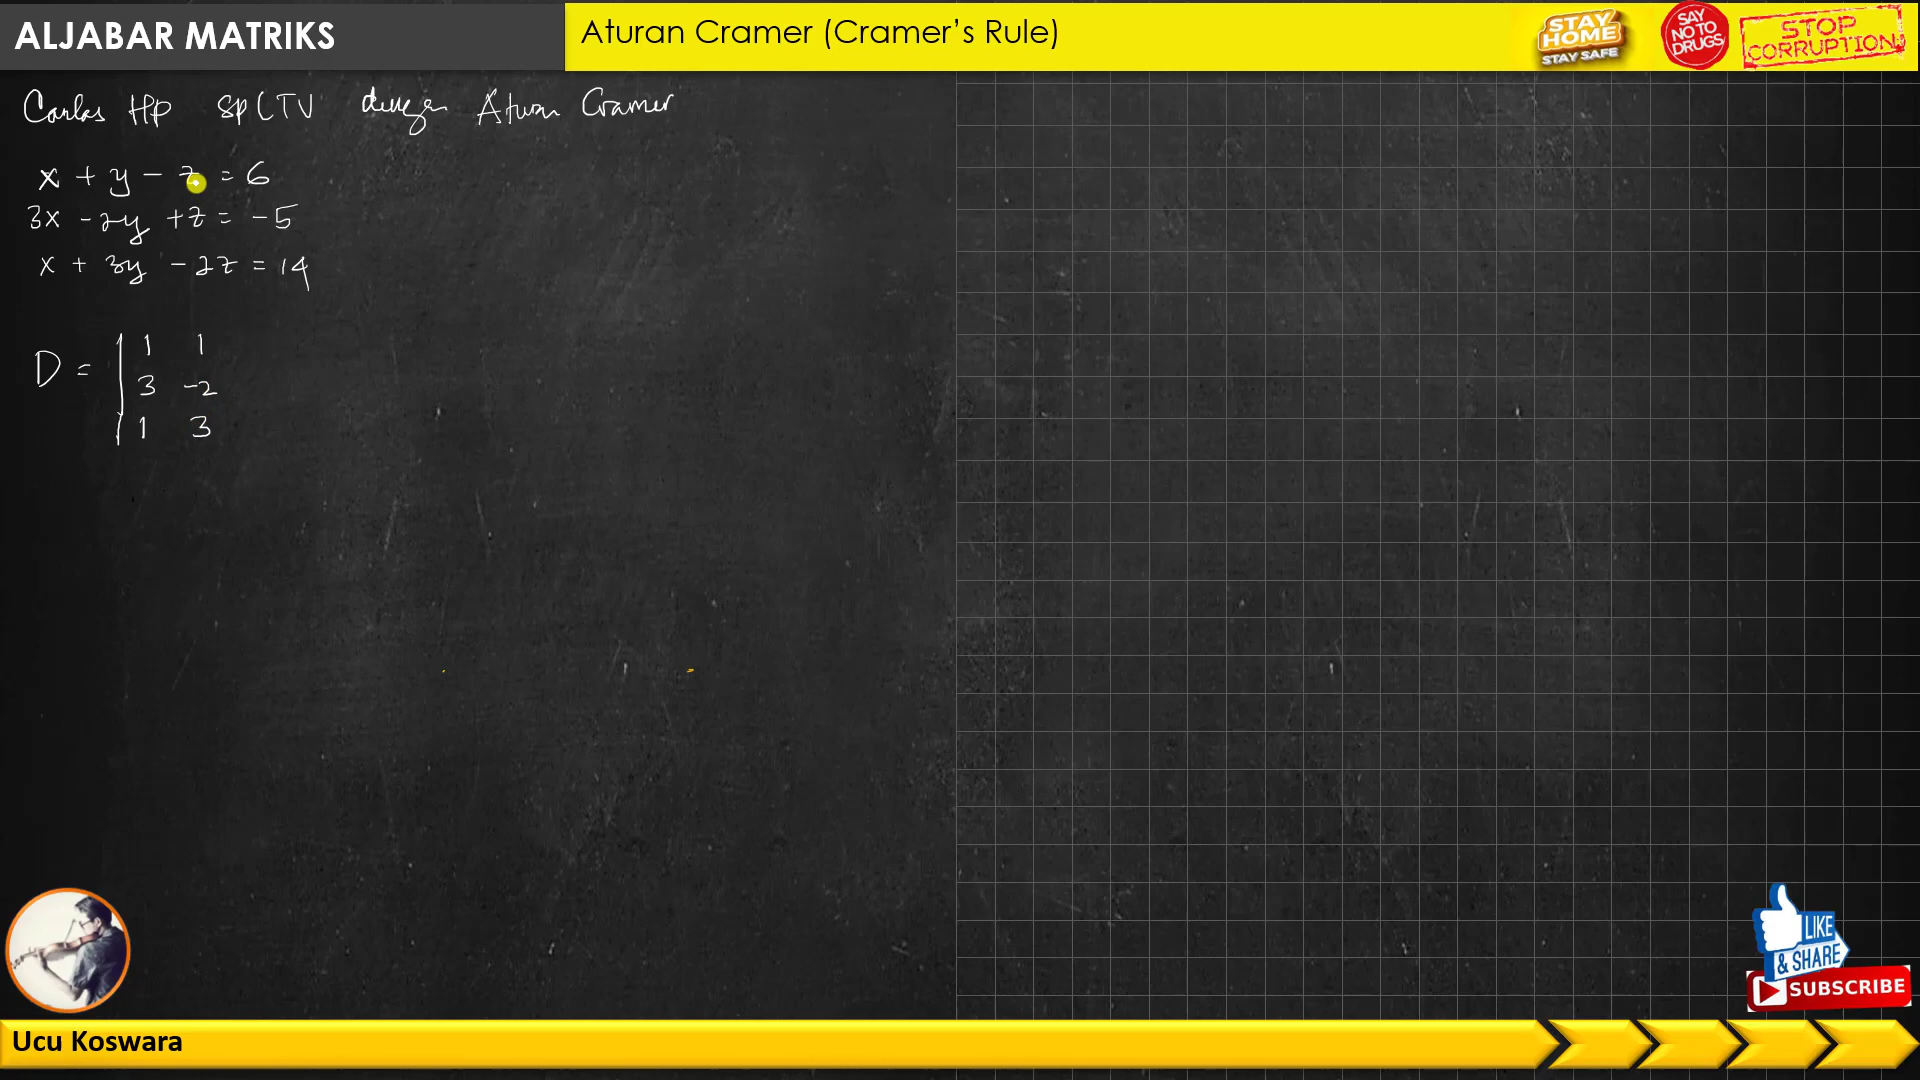 ALJABAR MATRIKS
Aturan Cramer (Cramer's Rule)
STAY HOME
STAY SAFE
SAY NO TO DRUGS
STOP CORRUPTION
HP SPLTV dengan Aturan Cramer
x + y - z = 6
3x - 2y + z = -5
x + 3y - 2z = 14
D = | 1 1
3 -2
1 3
LIKE & SHARE
SUBSCRIBE
Ucu Koswara